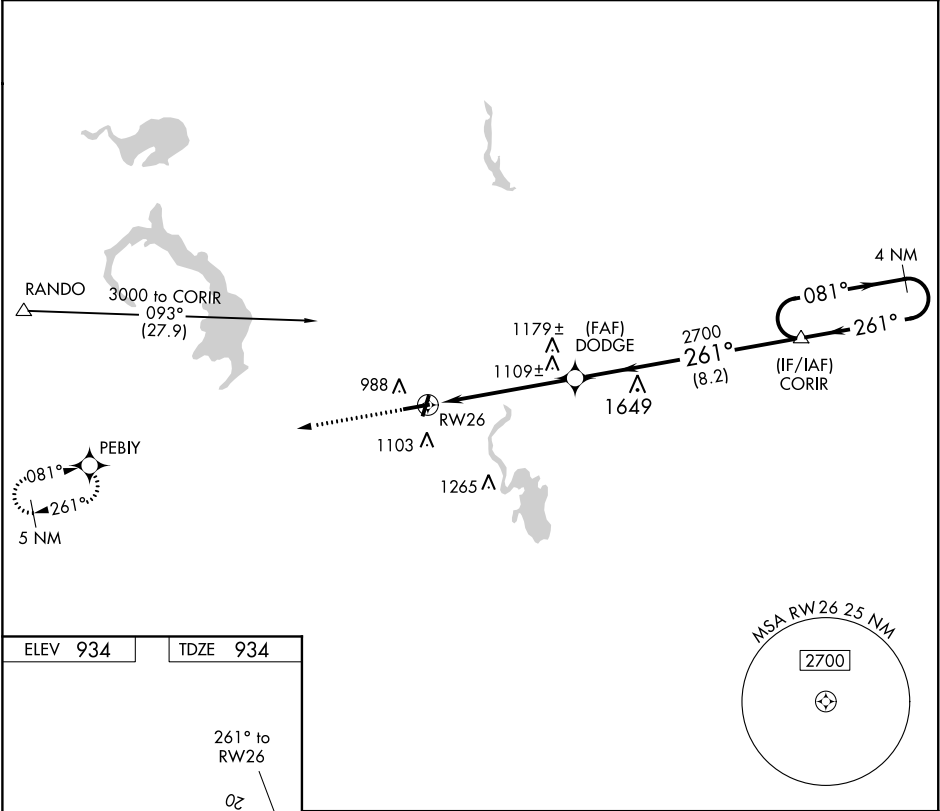 4 NM
081°
261°
RANDO
3000 to CORIR
093°
(27.9)
1179±
(FAF)
DODGE
2700
261°
(8.2)
(IF/IAF)
CORIR
1109±
988
1649
RW26
1103
1265
PEBIY
081°
261°
5 NM
MSA RW26 25 NM
2700
ELEV 934
TDZE 934
261° to
RW26
20